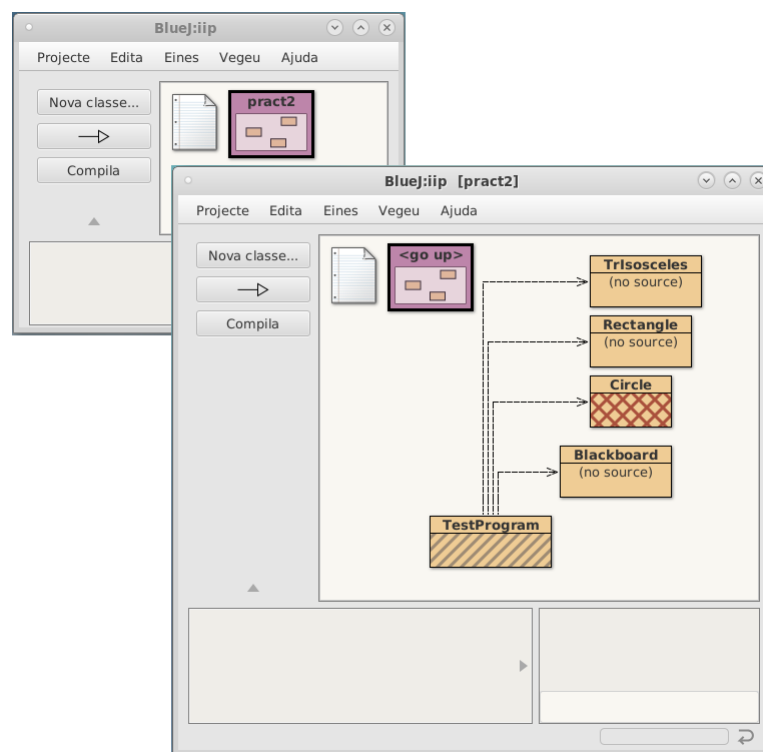 BlueJ:iip
Projecte Edita Eines Vegeu Ajuda
Nova classe...
pract2
Compila
BlueJ:iip [pract2]
Projecte Edita Eines Vegeu Ajuda
Nova classe...
<go up>
Compila
TrIsosceles
(no source)
Rectangle
(no source)
Circle
Blackboard
(no source)
TestProgram